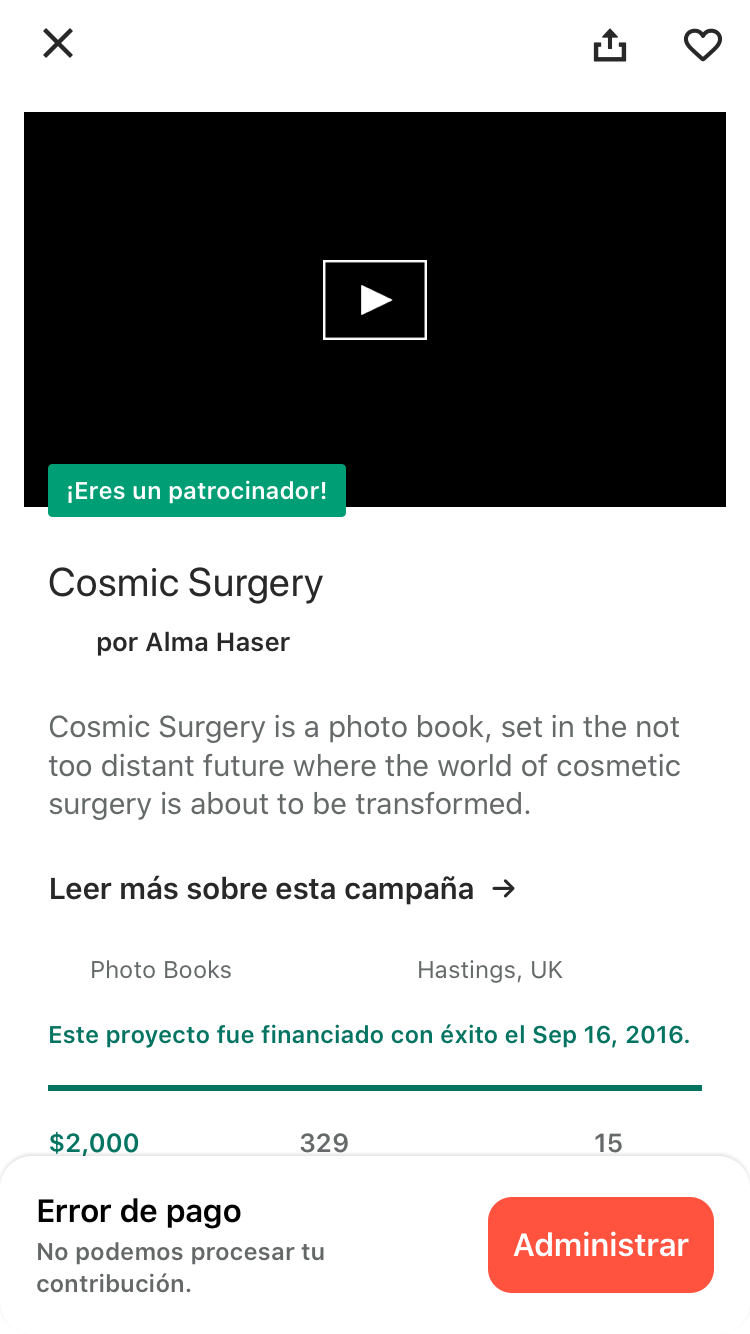 ¡Eres un patrocinador!
Cosmic Surgery
por Alma Haser
Cosmic Surgery is a photo book, set in the not
too distant future where the world of cosmetic
surgery is about to be transformed.
Leer más sobre esta campaña →
Photo Books
Hastings, UK
Este proyecto fue financiado con éxito el Sep 16, 2016.
$2,000
329
15
Error de pago
No podemos procesar tu
contribución.
Administrar